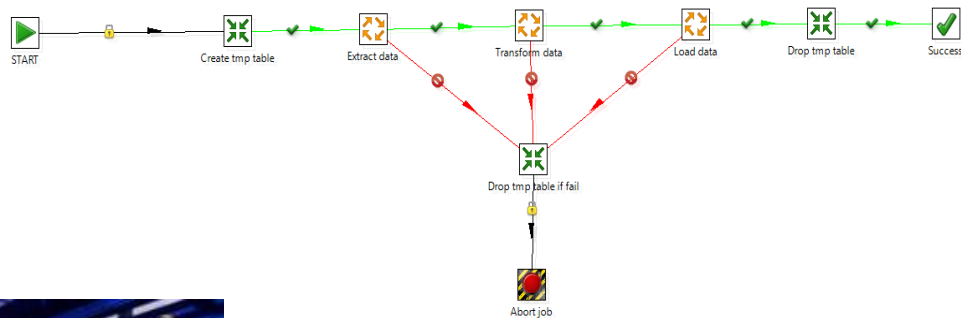 START
Create tmp table
Extract data
Transform data
Load data
Drop tmp table
Success
Drop tmp table if fail
Abort job